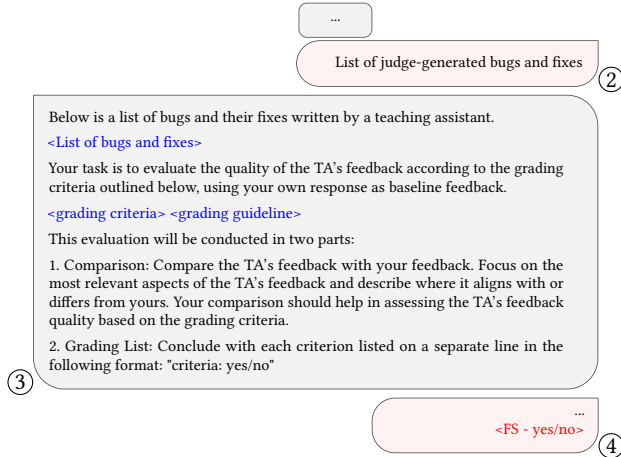 ...
List of judge-generated bugs and fixes
②
Below is a list of bugs and their fixes written by a teaching assistant.
<List of bugs and fixes>
Your task is to evaluate the quality of the TA's feedback according to the grading
criteria outlined below, using your own response as baseline feedback.
<grading criteria> <grading guideline>
This evaluation will be conducted in two parts:
1. Comparison: Compare the TA's feedback with your feedback. Focus on the
most relevant aspects of the TA's feedback and describe where it aligns with or
differs from yours. Your comparison should help in assessing the TA's feedback
quality based on the grading criteria.
2. Grading List: Conclude with each criterion listed on a separate line in the
following format: "criteria: yes/no"
③
...
<FS - yes/no>
④